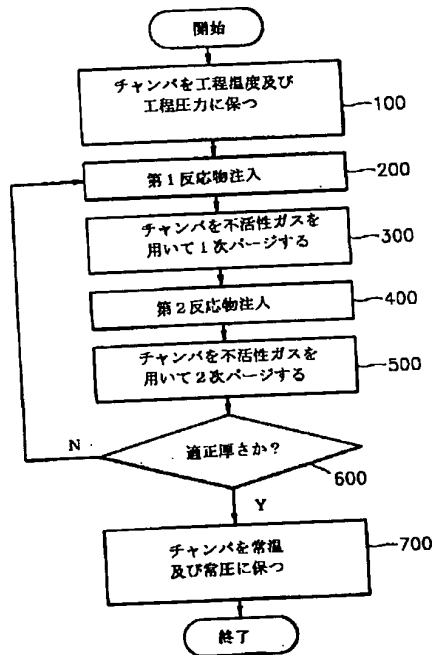 開始
チャンバを工程温度及び
工程圧力に保つ
100
第1反応物注入
200
チャンバを不活性ガスを
用いて1次パージする
300
第2反応物注入
400
チャンバを不活性ガスを
用いて2次パージする
500
適正厚さか?
600
N
Y
チャンバを常温
及び常圧に保つ
700
終了